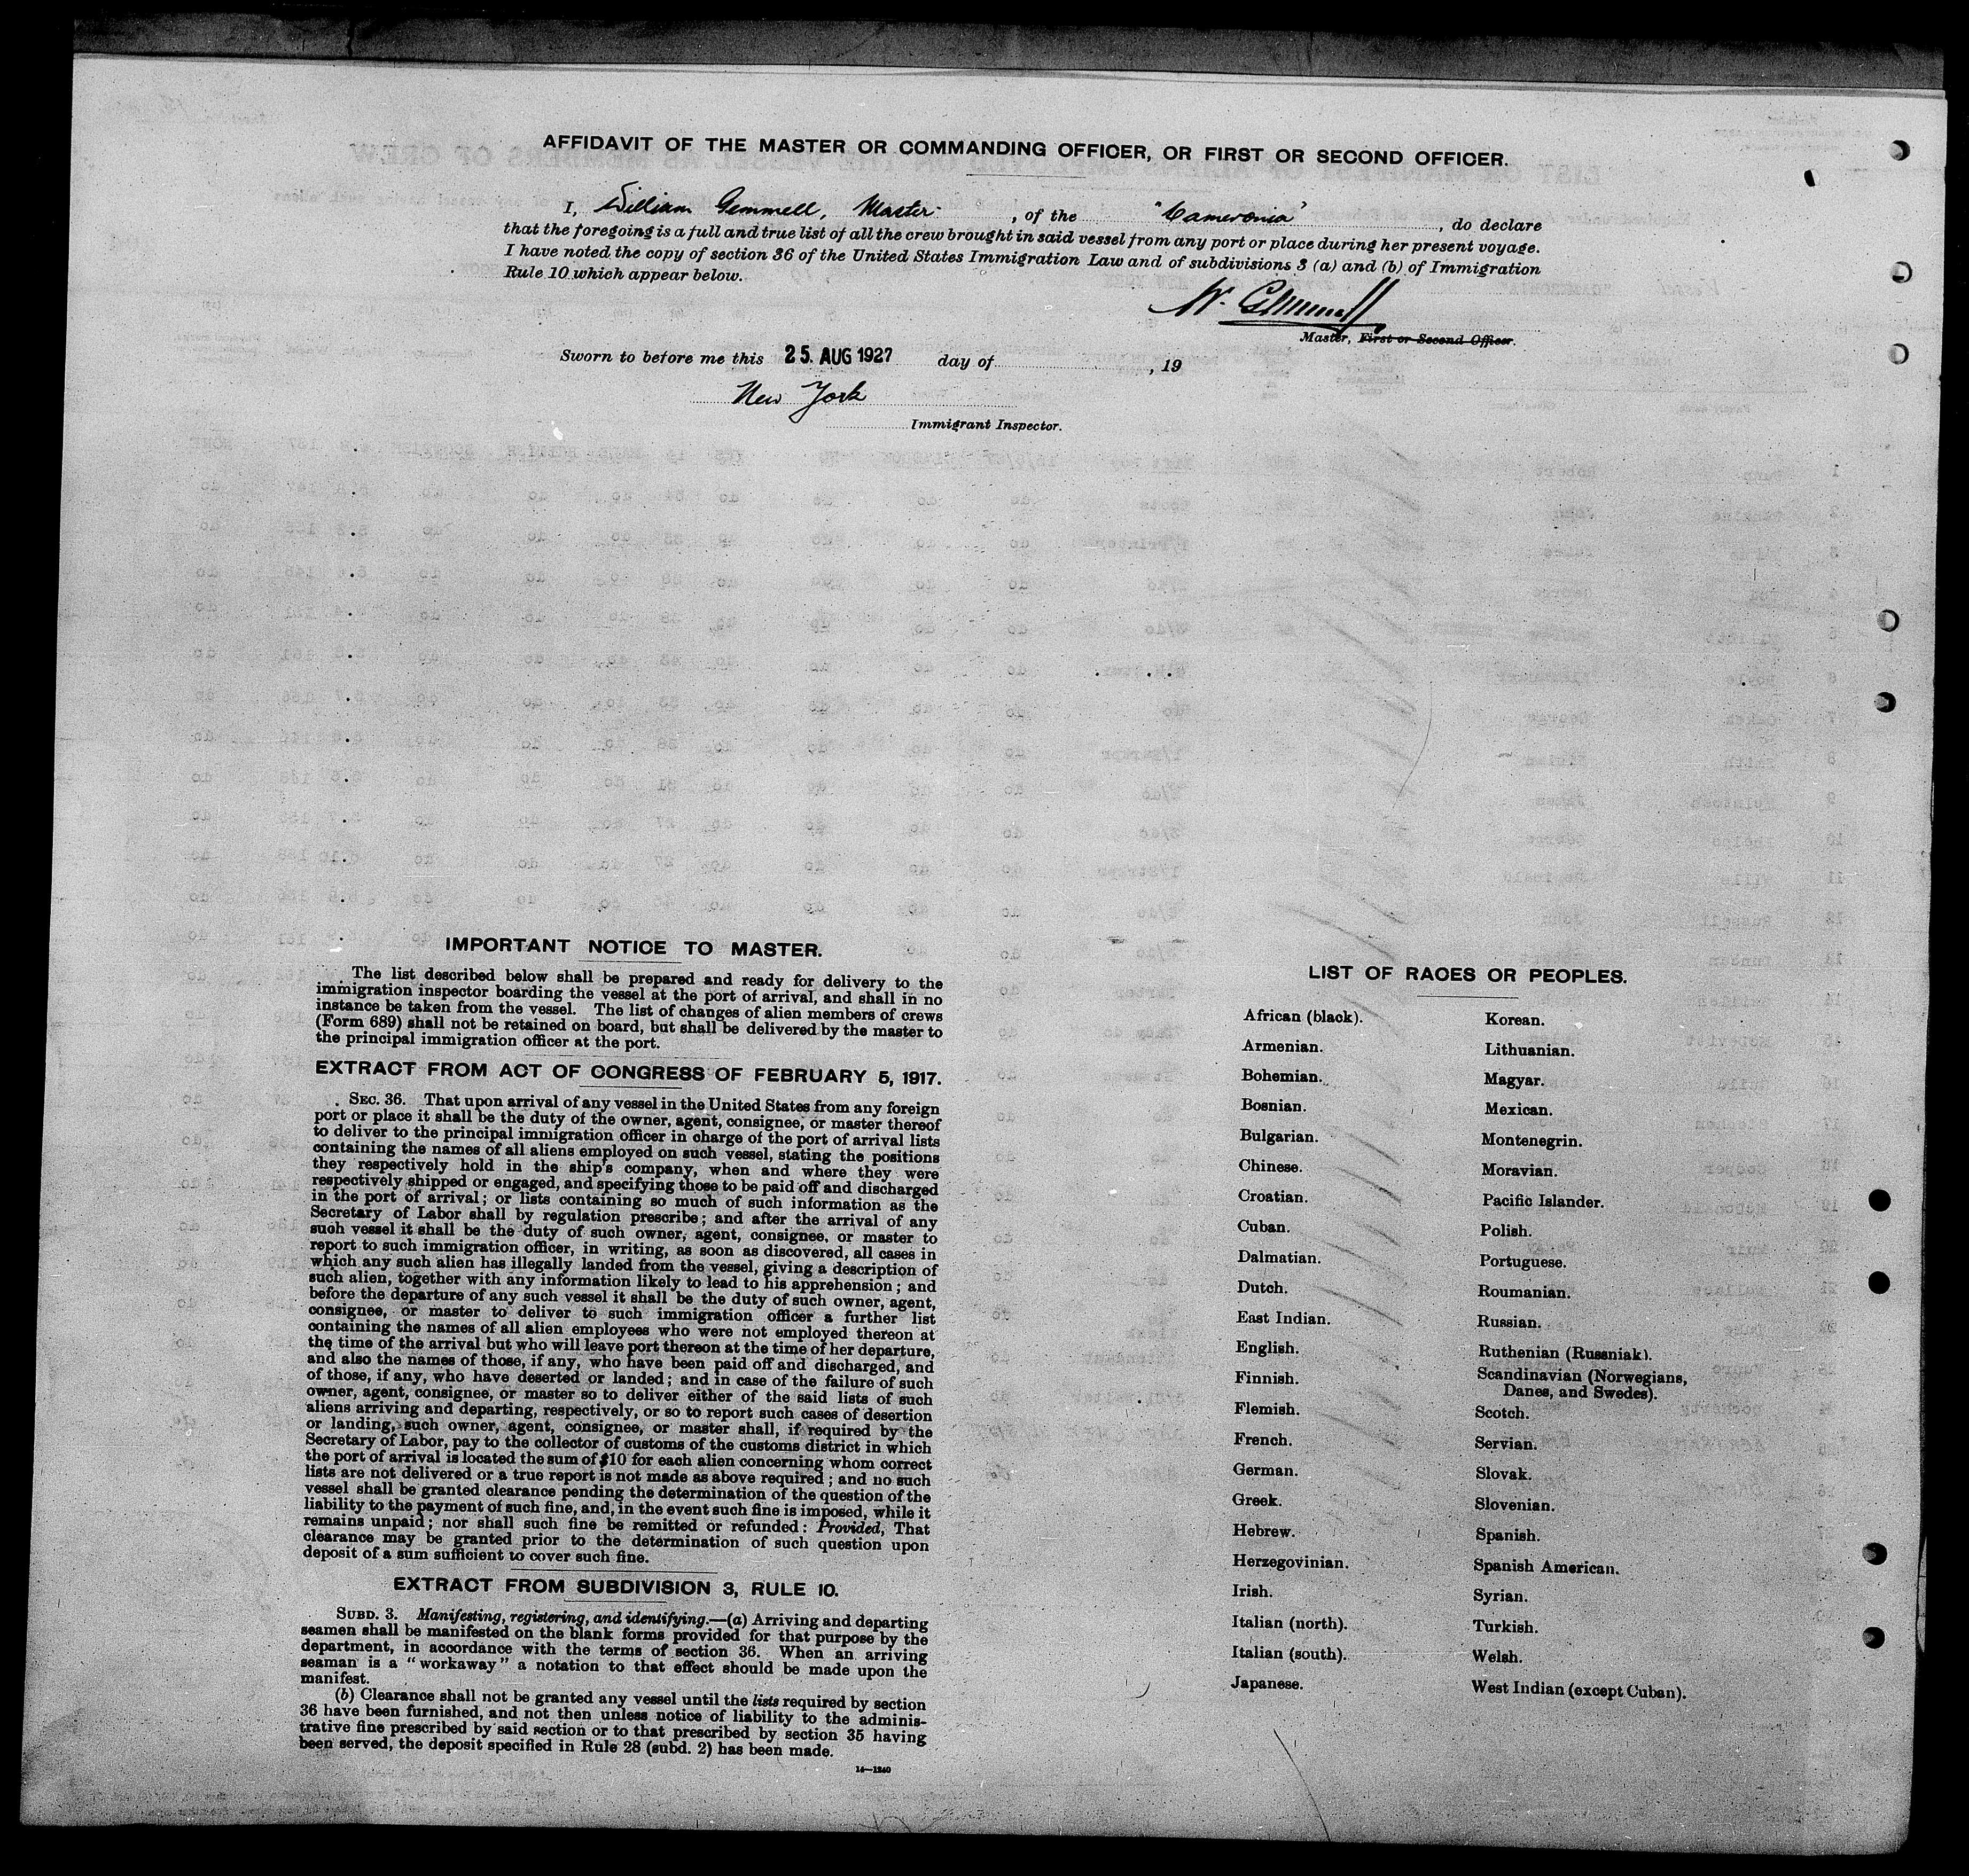 AFFIDAVIT OF THE MASTER OR COMMANDING OFFICER, OR FIRST OR SECOND OFFICER.
I, William Gemmell, Master, of the "Cameronia", do declare
that the foregoing is a full and true list of all the crew brought in said vessel from any port or place during her present voyage.
I have noted the copy of section 36 of the United States Immigration Law and of subdivisions 3 (a) and (b) of Immigration
Rule 10 which appear below.
W. Gemmell
Master, First or Second Officer.
Sworn to before me this 25. AUG 1927 day of , 19
New York
Immigrant Inspector.
IMPORTANT NOTICE TO MASTER.
The list described below shall be prepared and ready for delivery to the
immigration inspector boarding the vessel at the port of arrival, and shall in no
instance be taken from the vessel. The list of changes of alien members of crews
(Form 689) shall not be retained on board, but shall be delivered by the master to
the principal immigration officer at the port.
EXTRACT FROM ACT OF CONGRESS OF FEBRUARY 5, 1917.
SEC. 36. That upon arrival of any vessel in the United States from any foreign
port or place it shall be the duty of the owner, agent, consignee, or master thereof
to deliver to the principal immigration officer in charge of the port of arrival lists
containing the names of all aliens employed on such vessel, stating the positions
they respectively hold in the ship's company, when and where they were
respectively shipped or engaged, and specifying those to be paid off and discharged
in the port of arrival; or lists containing so much of such information as the
Secretary of Labor shall by regulation prescribe; and after the arrival of any
such vessel it shall be the duty of such owner, agent, consignee, or master to
report to such immigration officer, in writing, as soon as discovered, all cases in
which any such alien has illegally landed from the vessel, giving a description of
such alien, together with any information likely to lead to his apprehension; and
before the departure of any such vessel it shall be the duty of such owner, agent,
consignee, or master to deliver to such immigration officer a further list
containing the names of all alien employees who were not employed thereon at
the time of the arrival but who will leave port thereon at the time of her departure,
and also the names of those, if any, who have been paid off and discharged, and
of those, if any, who have deserted or landed; and in case of the failure of such
owner, agent, consignee, or master so to deliver either of the said lists of such
aliens arriving and departing, respectively, or so to report such cases of desertion
or landing, such owner, agent, consignee, or master shall, if required by the
Secretary of Labor, pay to the collector of customs of the customs district in which
the port of arrival is located the sum of $10 for each alien concerning whom correct
lists are not delivered or a true report is not made as above required; and no such
vessel shall be granted clearance pending the determination of the question of the
liability to the payment of such fine, and, in the event such fine is imposed, while it
remains unpaid; nor shall such fine be remitted or refunded: Provided, That
clearance may be granted prior to the determination of such question upon
deposit of a sum sufficient to cover such fine.
EXTRACT FROM SUBDIVISION 3, RULE 10.
SUBD. 3. Manifesting, registering, and identifying.—(a) Arriving and departing
seamen shall be manifested on the blank forms provided for that purpose by the
department, in accordance with the terms of section 36. When an arriving
seaman is a "workaway" a notation to that effect should be made upon the
manifest.
(b) Clearance shall not be granted any vessel until the lists required by section
36 have been furnished, and not then unless notice of liability to the adminis-
trative fine prescribed by said section or to that prescribed by section 35 having
been served, the deposit specified in Rule 28 (subd. 2) has been made.
14—1240
LIST OF RACES OR PEOPLES.
African (black).
Armenian.
Bohemian.
Bosnian.
Bulgarian.
Chinese.
Croatian.
Cuban.
Dalmatian.
Dutch.
East Indian.
English.
Finnish.
Flemish.
French.
German.
Greek.
Hebrew.
Herzegovinian.
Irish.
Italian (north).
Italian (south).
Japanese.
Korean.
Lithuanian.
Magyar.
Mexican.
Montenegrin.
Moravian.
Pacific Islander.
Polish.
Portuguese.
Roumanian.
Russian.
Ruthenian (Russniak).
Scandinavian (Norwegians,
Danes, and Swedes).
Scotch.
Servian.
Slovak.
Slovenian.
Spanish.
Spanish American.
Syrian.
Turkish.
Welsh.
West Indian (except Cuban).